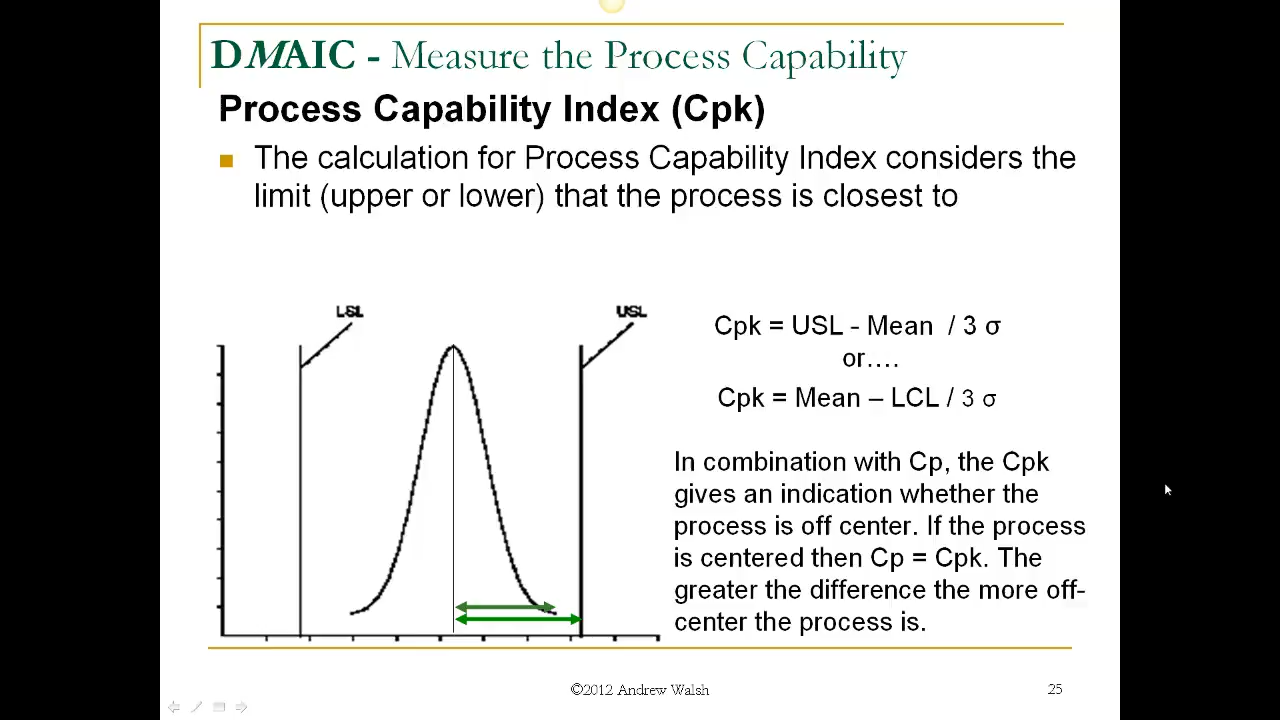 DMAIC - Measure the Process Capability
Process Capability Index (Cpk)
The calculation for Process Capability Index considers the
limit (upper or lower) that the process is closest to
LSL
USL
Cpk = USL - Mean / 3 σ
or....
Cpk = Mean – LCL / 3 σ
In combination with Cp, the Cpk
gives an indication whether the
process is off center. If the process
is centered then Cp = Cpk. The
greater the difference the more off-
center the process is.
©2012 Andrew Walsh
25